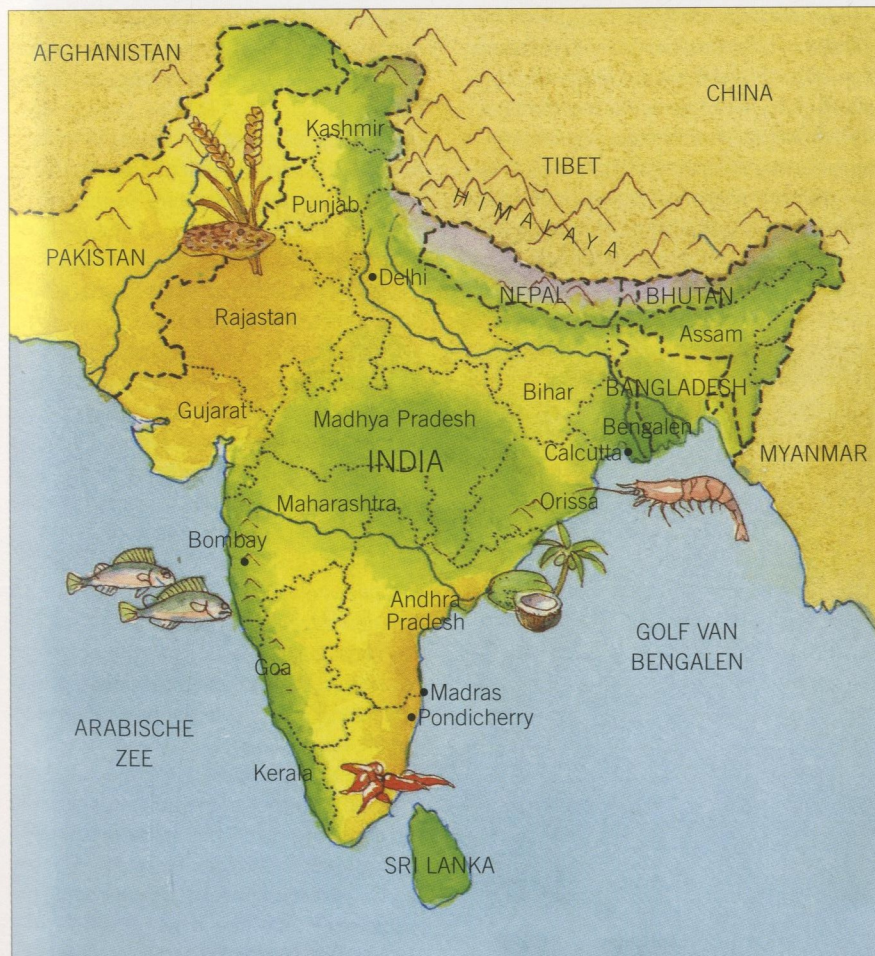 AFGHANISTAN
CHINA
Kashmir
TIBET
HIMALAYA
Punjab
PAKISTAN
Delhi
NEPAL
BHUTAN
Rajastan
Assam
Bihar
BANGLADESH
Gujarat
Madhya Pradesh
Bengalen
INDIA
Calcutta
MYANMAR
Maharashtra
Orissa
Bombay
Andhra
Pradesh
GOLF VAN
BENGALEN
Goa
Madras
Pondicherry
ARABISCHE
ZEE
Kerala
SRI LANKA